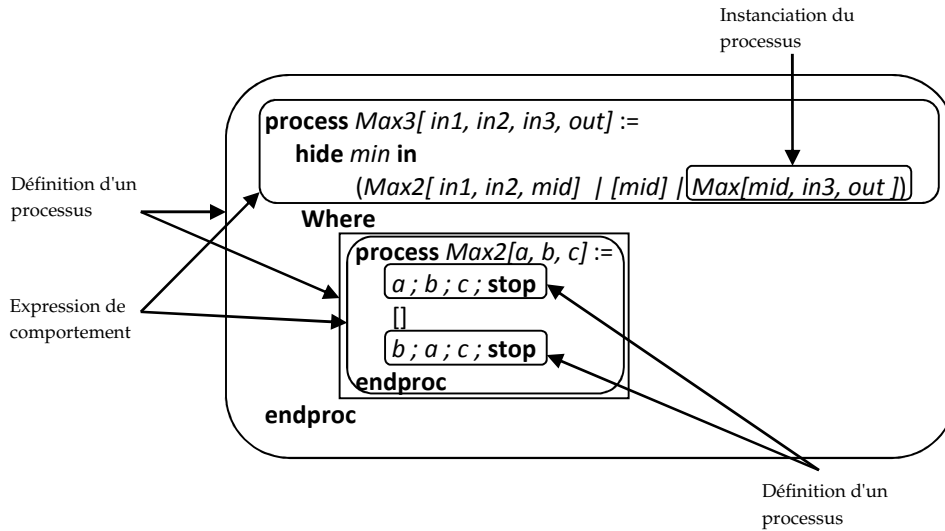 Instanciation du
processus
process Max3[ in1, in2, in3, out] :=
hide min in
(Max2[ in1, in2, mid] | [mid] | Max[mid, in3, out ])
Définition d'un
processus
Where
process Max2[a, b, c] :=
a ; b ; c ; stop
Expression de
comportement
[]
b ; a ; c ; stop
endproc
endproc
Définition d'un
processus